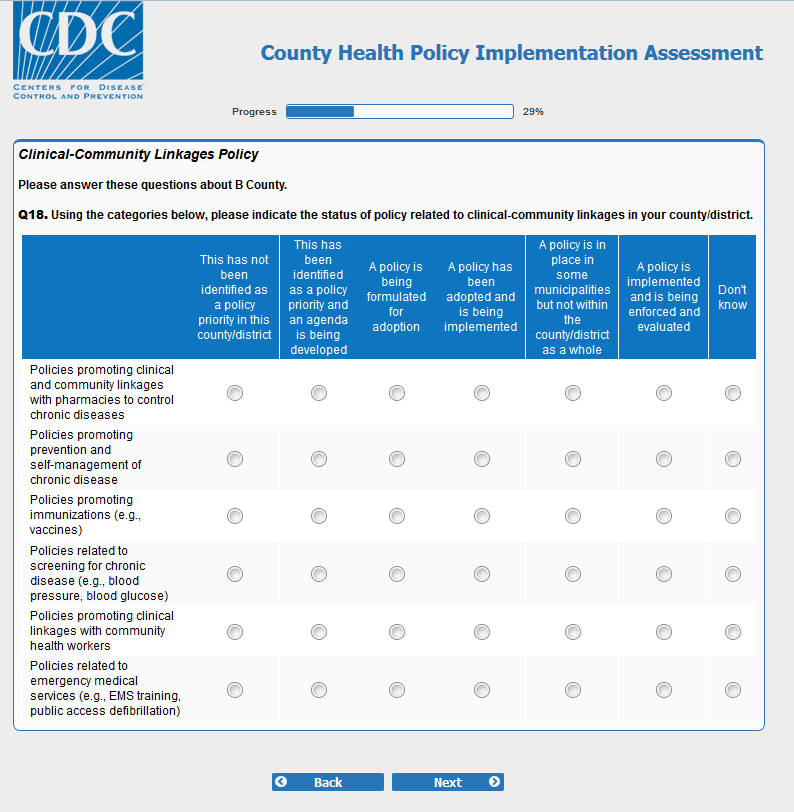 CDC
CENTERS FOR DISEASE
CONTROL AND PREVENTION
County Health Policy Implementation Assessment
Progress 29%
Clinical-Community Linkages Policy
Please answer these questions about B County.
Q18. Using the categories below, please indicate the status of policy related to clinical-community linkages in your county/district.
This has not
been
identified as
a policy
priority in this
county/district
This has
been
identified
as a policy
priority and
an agenda
is being
developed
A policy is
being
formulated
for
adoption
A policy has
been
adopted and
is being
implemented
A policy is in
place in
some
municipalities
but not within
the
county/district
as a whole
A policy is
implemented
and is being
enforced and
evaluated
Don't
know
Policies promoting clinical
and community linkages
with pharmacies to control
chronic diseases
Policies promoting
prevention and
self-management of
chronic disease
Policies promoting
immunizations (e.g.,
vaccines)
Policies related to
screening for chronic
disease (e.g., blood
pressure, blood glucose)
Policies promoting clinical
linkages with community
health workers
Policies related to
emergency medical
services (e.g., EMS training,
public access defibrillation)
Back
Next